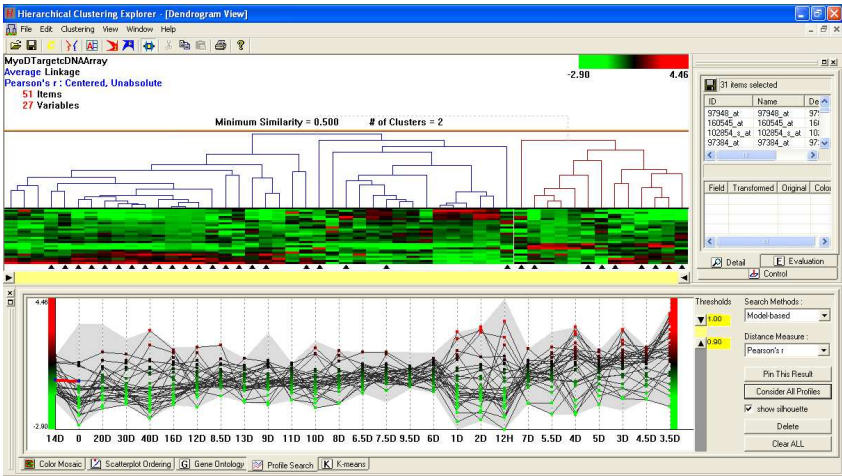 Hierarchical Clustering Explorer - [Dendrogram View]
File Edit Clustering View Window Help
MyoDTargetcDNAArray
Average Linkage
Pearson's r : Centered, Unabsolute
51 Items
27 Variables
-2.90 4.46
Minimum Similarity = 0.500 # of Clusters = 2
31 items selected
ID Name De
97948_at 97948_at 97
160545_at 160545_at 16
102854_s_at 102854_s_at 10
97384_at 97384_at 97
Field Transformed Original Color
Detail E Evaluation
Control
4.46
-2.90
14D 0 20D 30D 40D 16D 12D 8.5D 13D 9D 11D 10D 8D 6.5D 7.5D 9.5D 6D 1D 2D 12H 7D 5.5D 4D 5D 3D 4.5D 3.5D
Thresholds
1.00
0.90
Search Methods :
Model-based
Distance Measure :
Pearson's r
Pin This Result
Consider All Profiles
show silhouette
Delete
Clear ALL
Color Mosaic Scatterplot Ordering G Gene Ontology Profile Search K K-means